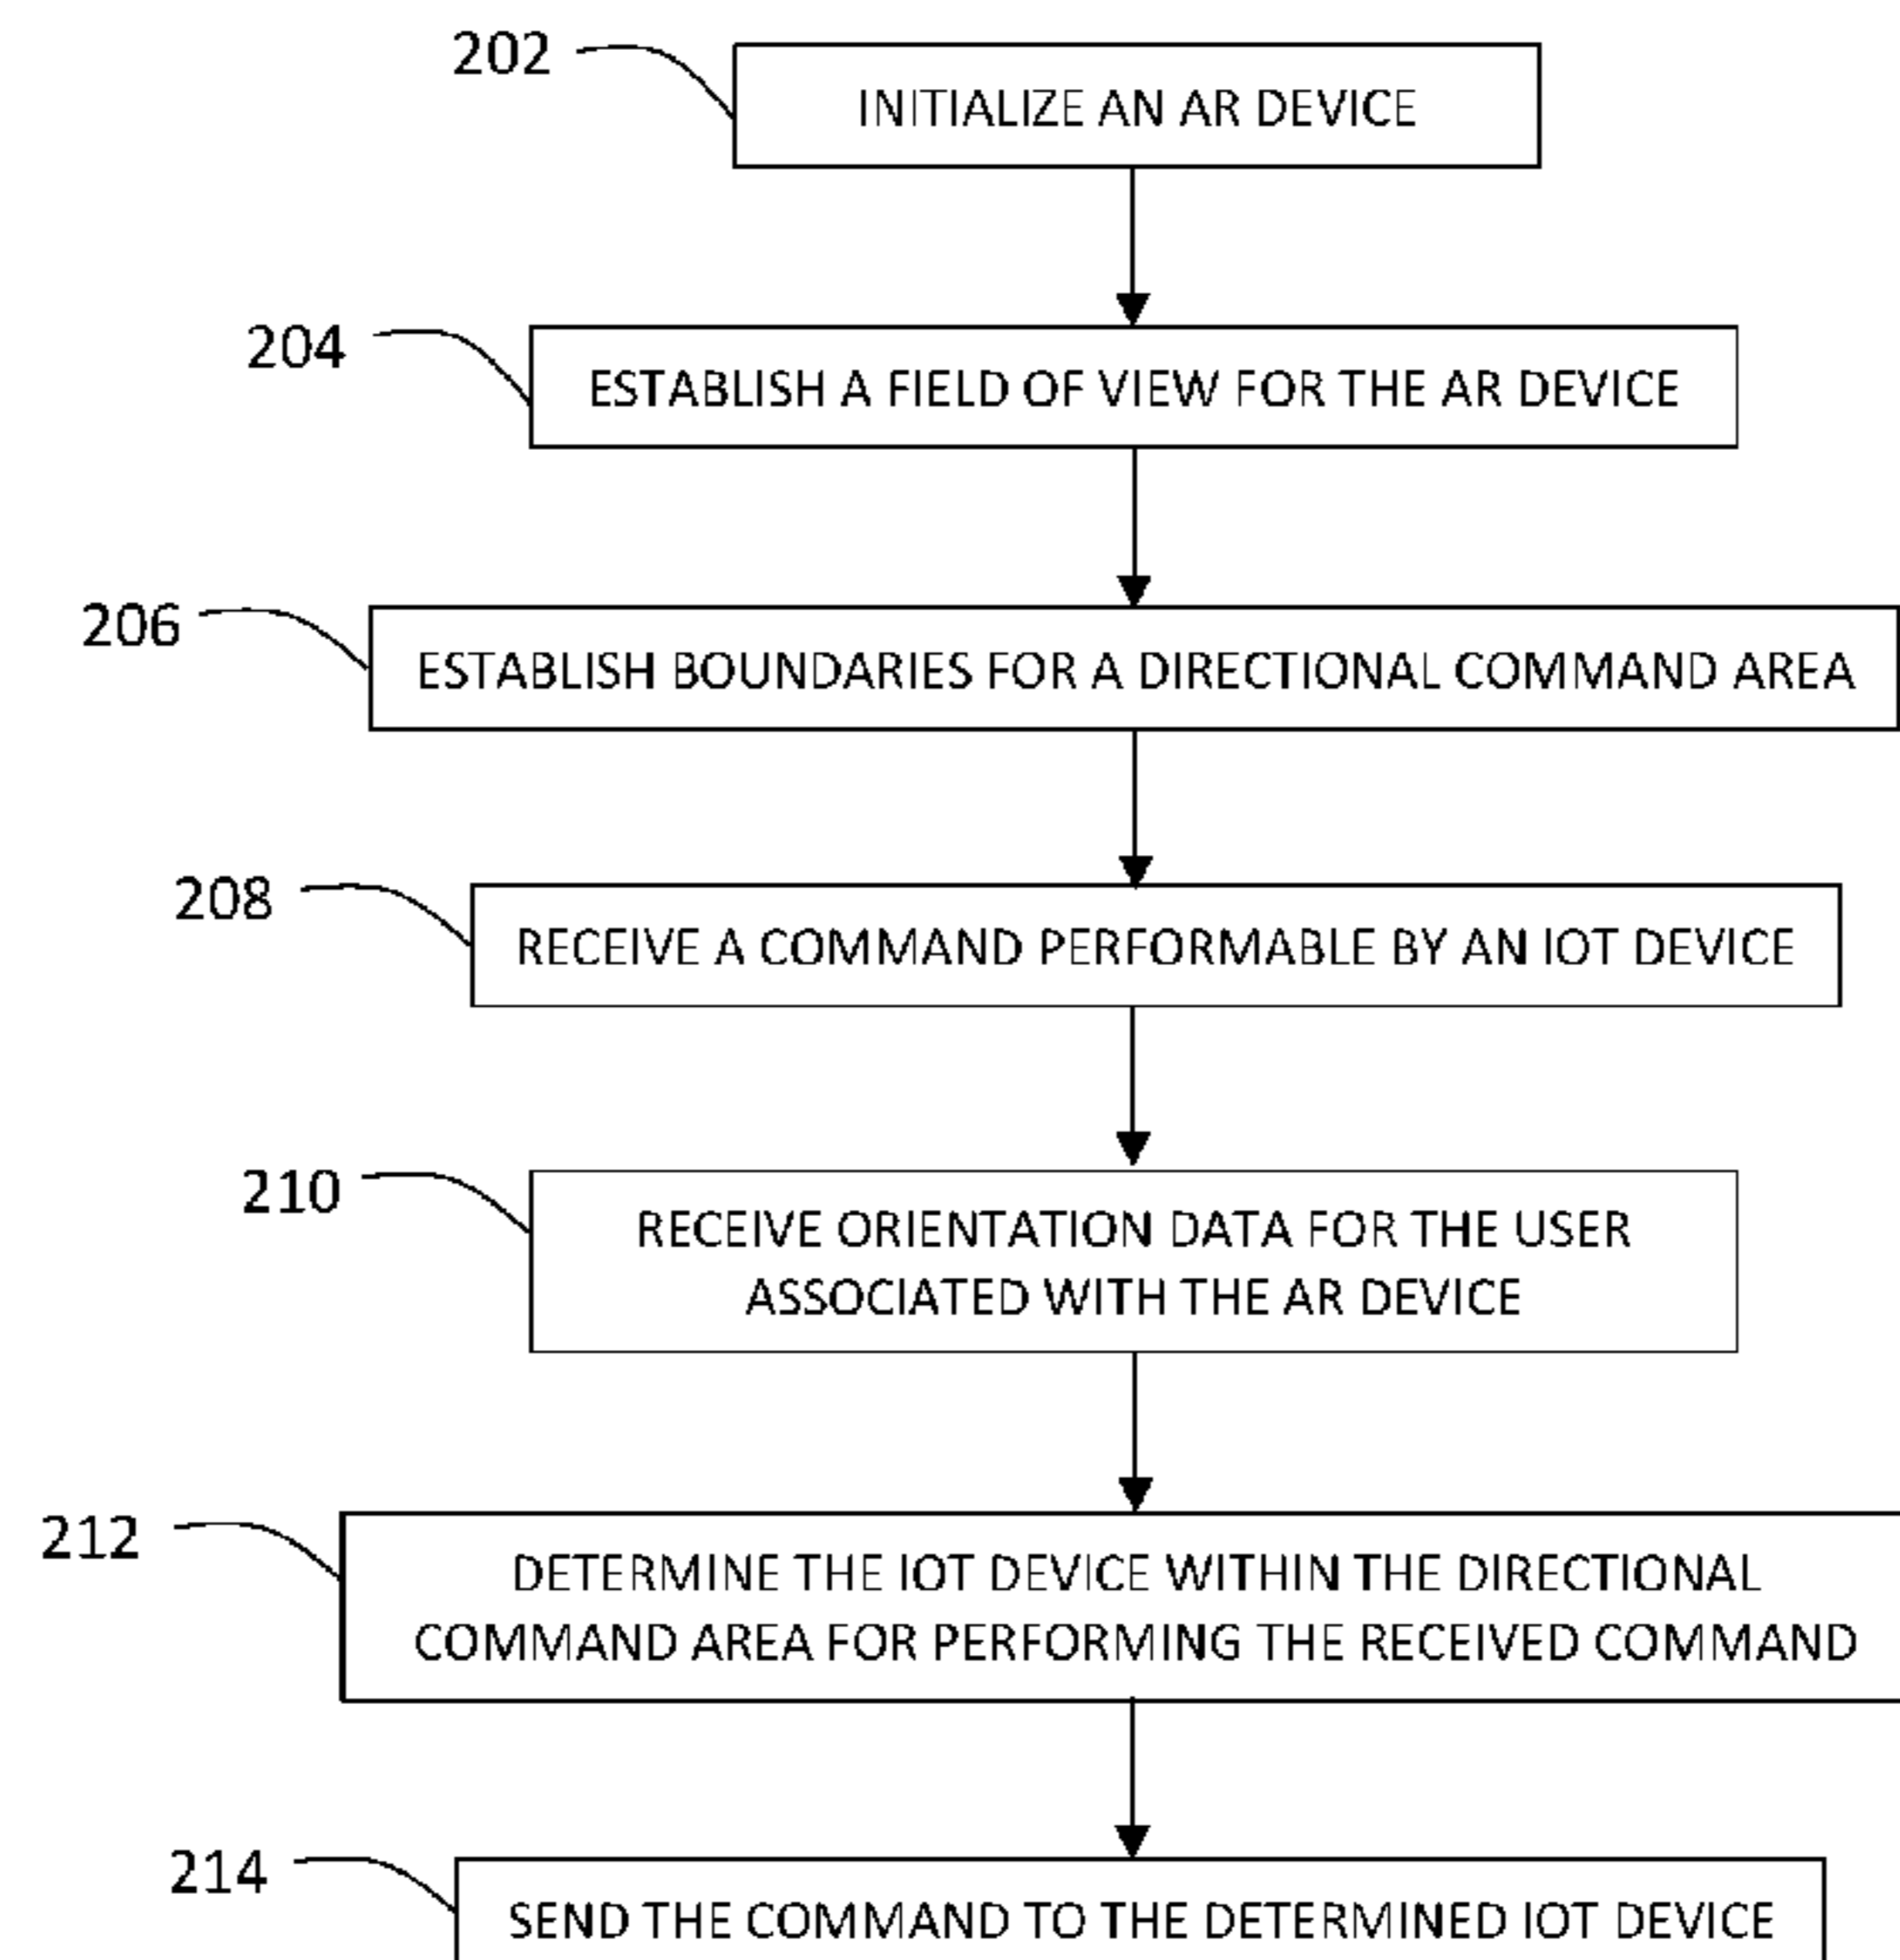 202
INITIALIZE AN AR DEVICE
204
ESTABLISH A FIELD OF VIEW FOR THE AR DEVICE
206
ESTABLISH BOUNDARIES FOR A DIRECTIONAL COMMAND AREA
208
RECEIVE A COMMAND PERFORMABLE BY AN IOT DEVICE
210
RECEIVE ORIENTATION DATA FOR THE USER
ASSOCIATED WITH THE AR DEVICE
212
DETERMINE THE IOT DEVICE WITHIN THE DIRECTIONAL
COMMAND AREA FOR PERFORMING THE RECEIVED COMMAND
214
SEND THE COMMAND TO THE DETERMINED IOT DEVICE